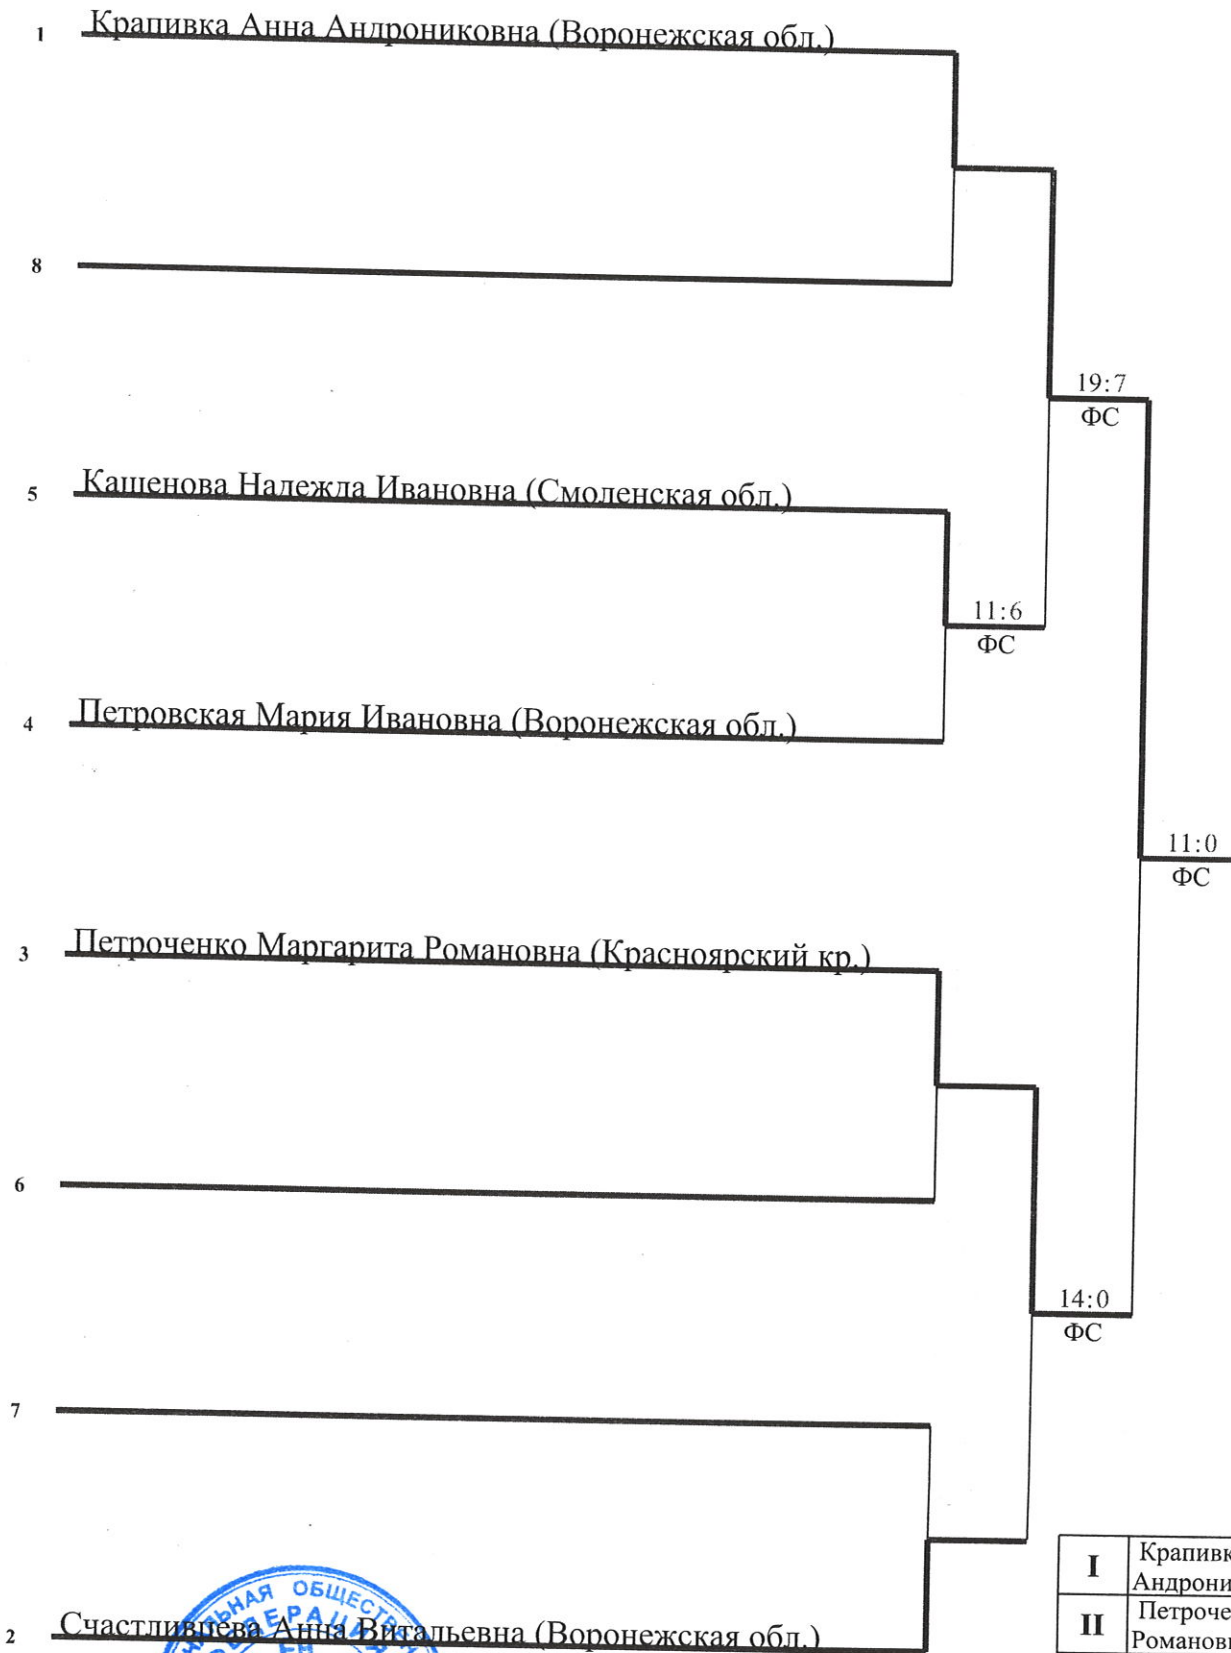 1 Крапивка Анна Андрониковна (Воронежская обл.)
8
19:7
ФС
5 Кашенова Надежда Ивановна (Смоленская обл.)
11:6
ФС
4 Петровская Мария Ивановна (Воронежская обл.)
11:0
ФС
3 Петроченко Маргарита Романовна (Красноярский кр.)
6
14:0
ФС
7
I Крапивк
Андрони
II Петроче
Романовн
2 Счастливцева Анна Витальевна (Воронежская обл.)